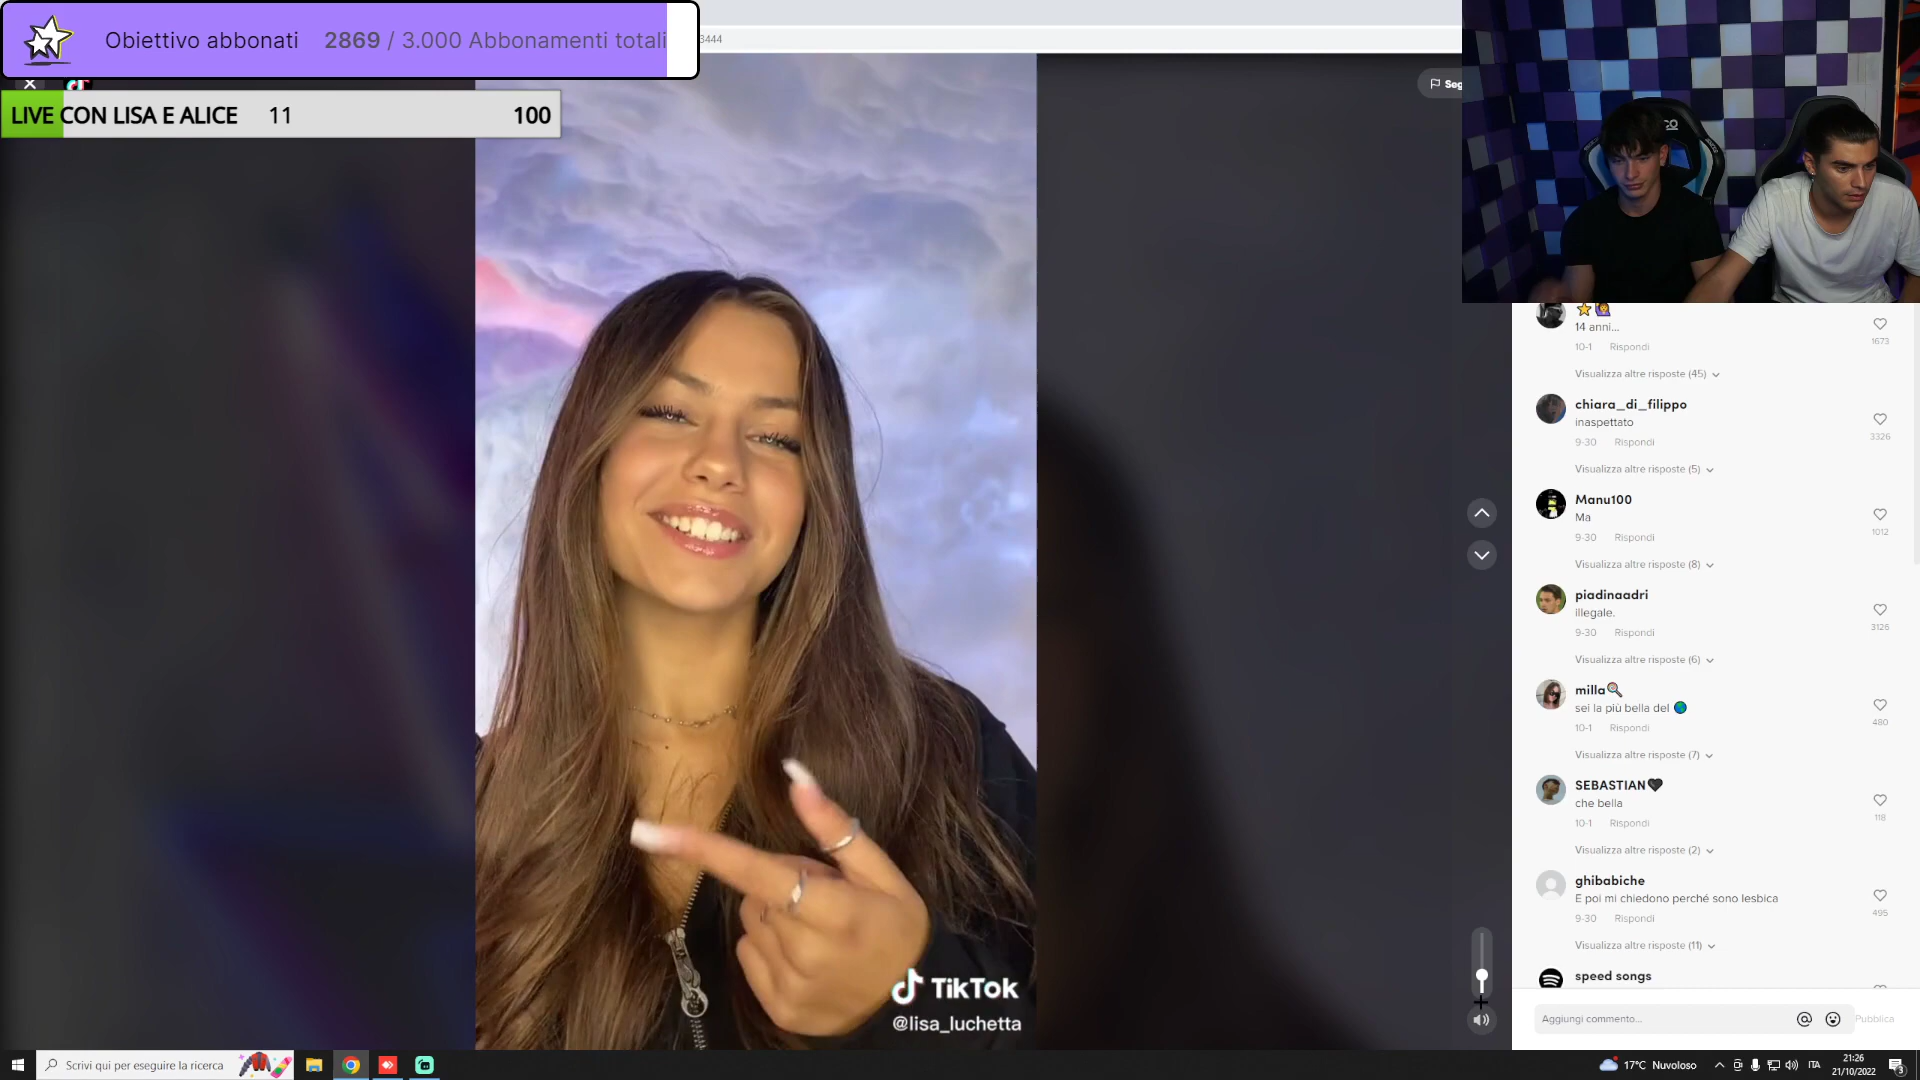 Obiettivo abbonati 2869 / 3.000 Abbonamenti totali
3444
LIVE CON LISA E ALICE 11 100
TikTok
@lisa_luchetta
⭐🙋
14 anni...
1673
10-1 Rispondi
Visualizza altre risposte (45)
chiara_di_filippo
inaspettato
3326
9-30 Rispondi
Visualizza altre risposte (5)
Manu100
Ma
1012
9-30 Rispondi
Visualizza altre risposte (8)
piadinaadri
illegale.
3126
9-30 Rispondi
Visualizza altre risposte (6)
milla🔍
sei la più bella del 🌍
480
10-1 Rispondi
Visualizza altre risposte (7)
SEBASTIAN🖤
che bella
118
10-1 Rispondi
Visualizza altre risposte (2)
ghibabiche
E poi mi chiedono perché sono lesbica
495
9-30 Rispondi
Visualizza altre risposte (11)
speed songs
Aggiungi commento... Pubblica
Scrivi qui per eseguire la ricerca
17°C Nuvoloso
ITA
21:26
21/10/2022
3